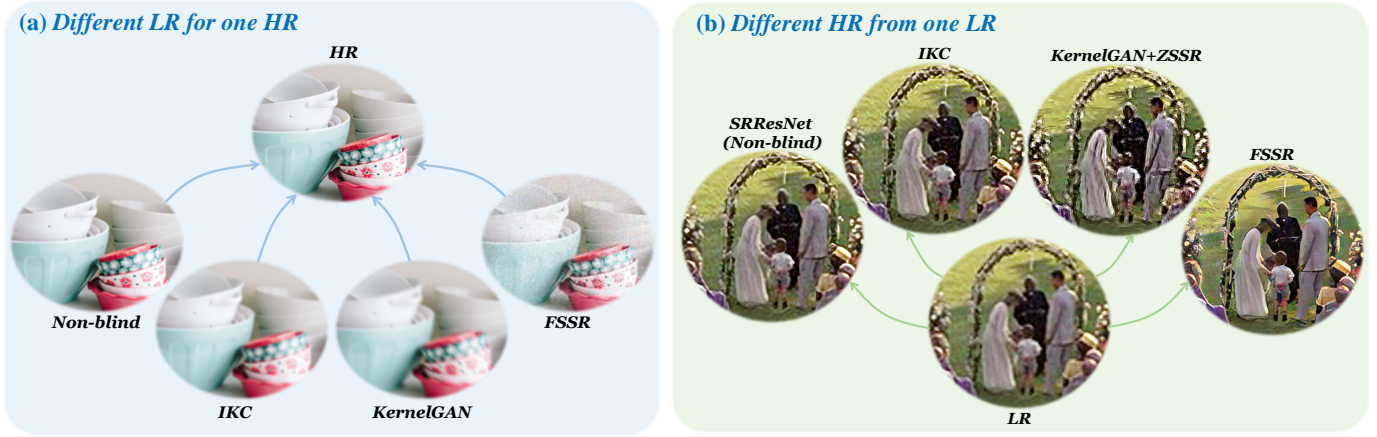 (a) Different LR for one HR
HR
Non-blind
IKC
KernelGAN
FSSR
(b) Different HR from one LR
IKC
KernelGAN+ZSSR
SRResNet
(Non-blind)
FSSR
LR